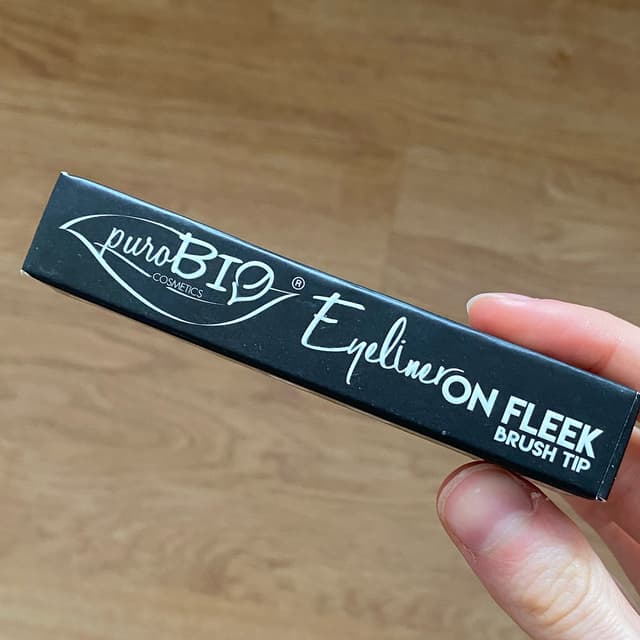 puroBIO
COSMETICS
®
Eyeliner ON FLEEK
BRUSH TIP